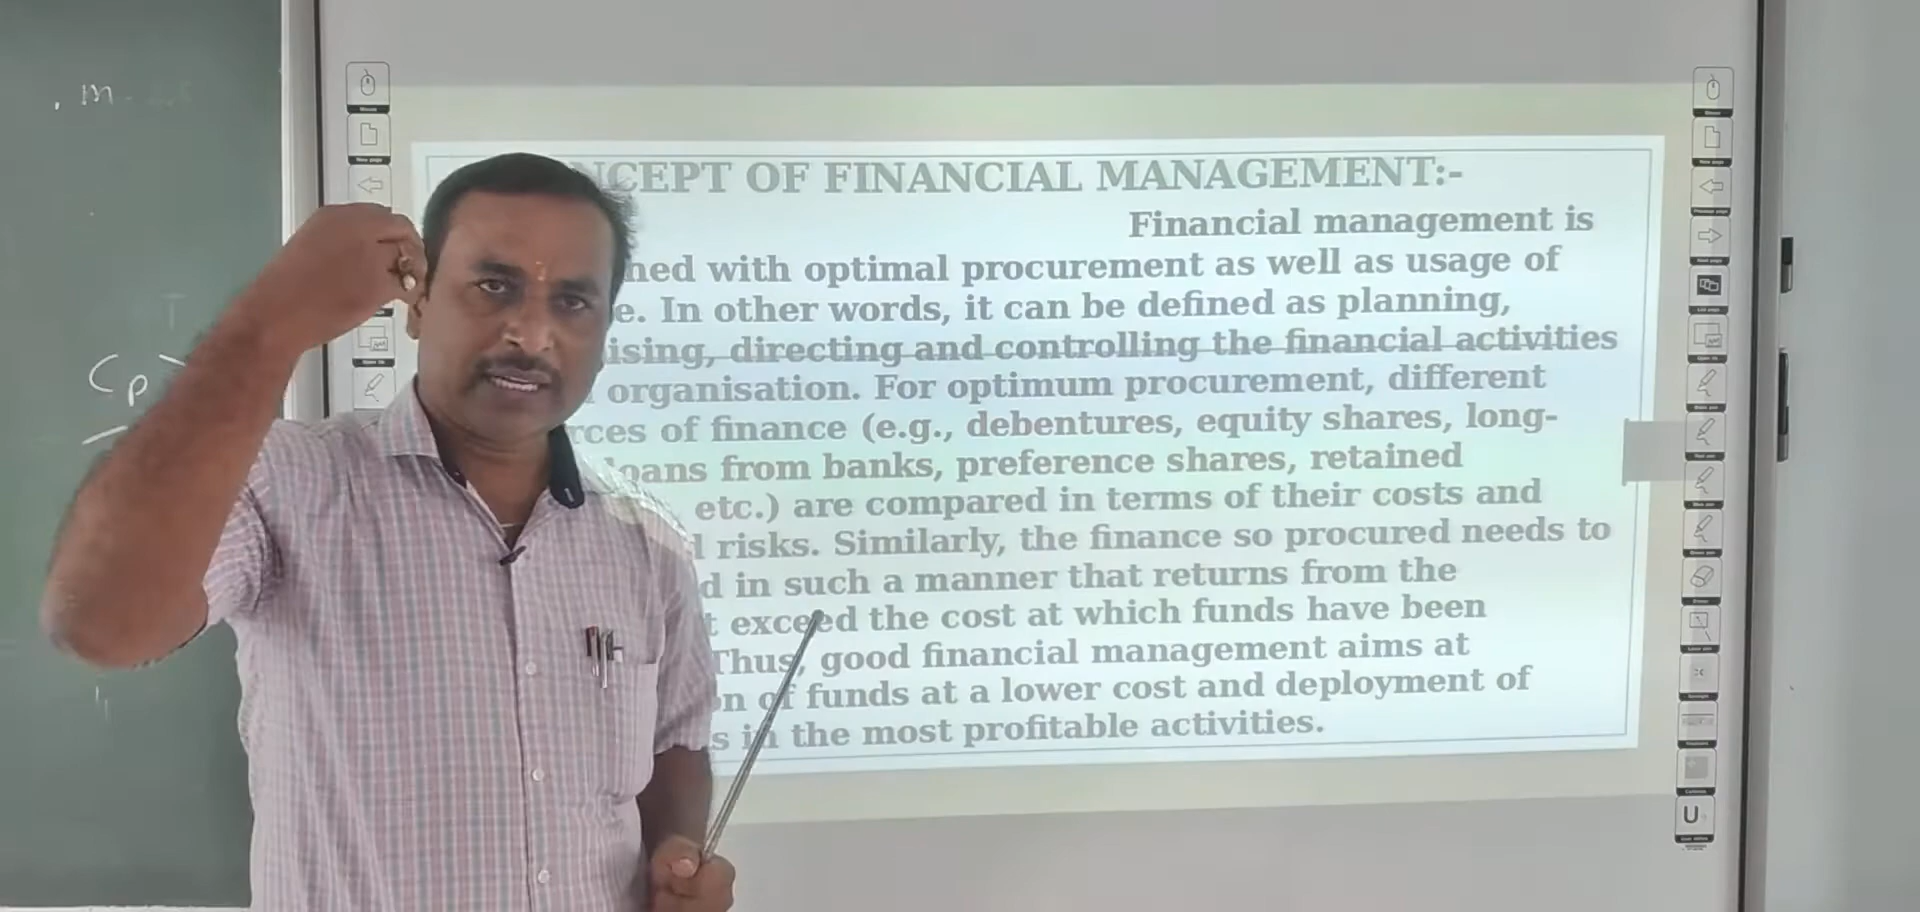 . m
Cp
NCEPT OF FINANCIAL MANAGEMENT:-
Financial management is
ned with optimal procurement as well as usage of
e. In other words, it can be defined as planning,
ising, directing and controlling the financial activities
organisation. For optimum procurement, different
rces of finance (e.g., debentures, equity shares, long-
loans from banks, preference shares, retained
etc.) are compared in terms of their costs and
risks. Similarly, the finance so procured needs to
d in such a manner that returns from the
t exceed the cost at which funds have been
Thus, good financial management aims at
on of funds at a lower cost and deployment of
s in the most profitable activities.
U